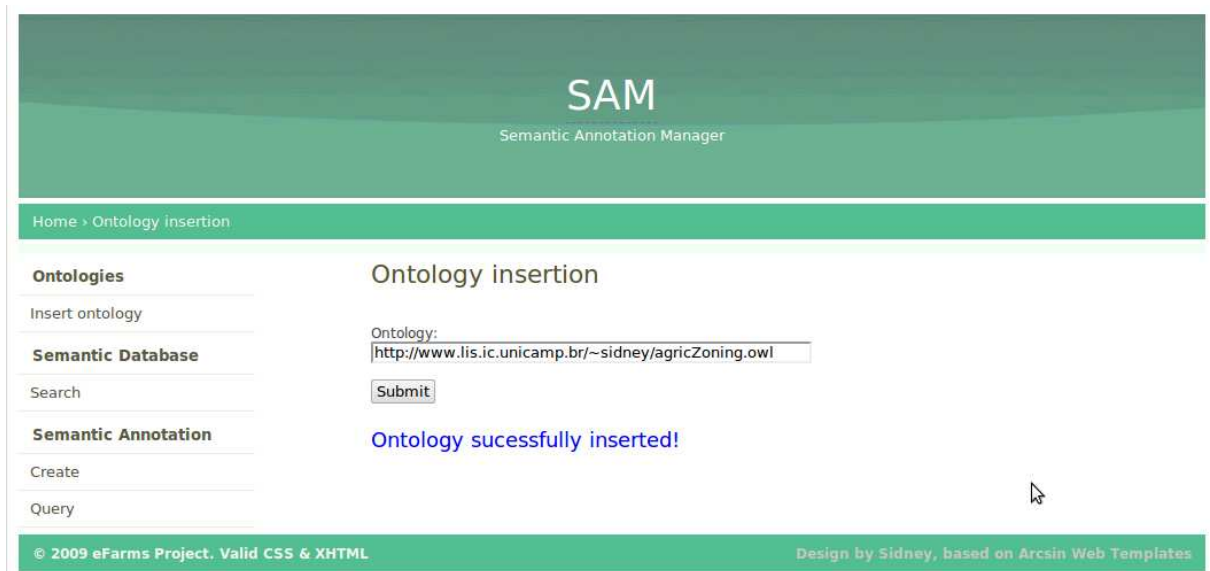 SAM
Semantic Annotation Manager
Home › Ontology insertion
Ontologies
Insert ontology
Semantic Database
Search
Semantic Annotation
Create
Query
Ontology insertion
Ontology:
http://www.lis.ic.unicamp.br/~sidney/agricZoning.owl
Submit
Ontology sucessfully inserted!
© 2009 eFarms Project. Valid CSS & XHTML
Design by Sidney, based on Arcsin Web Templates